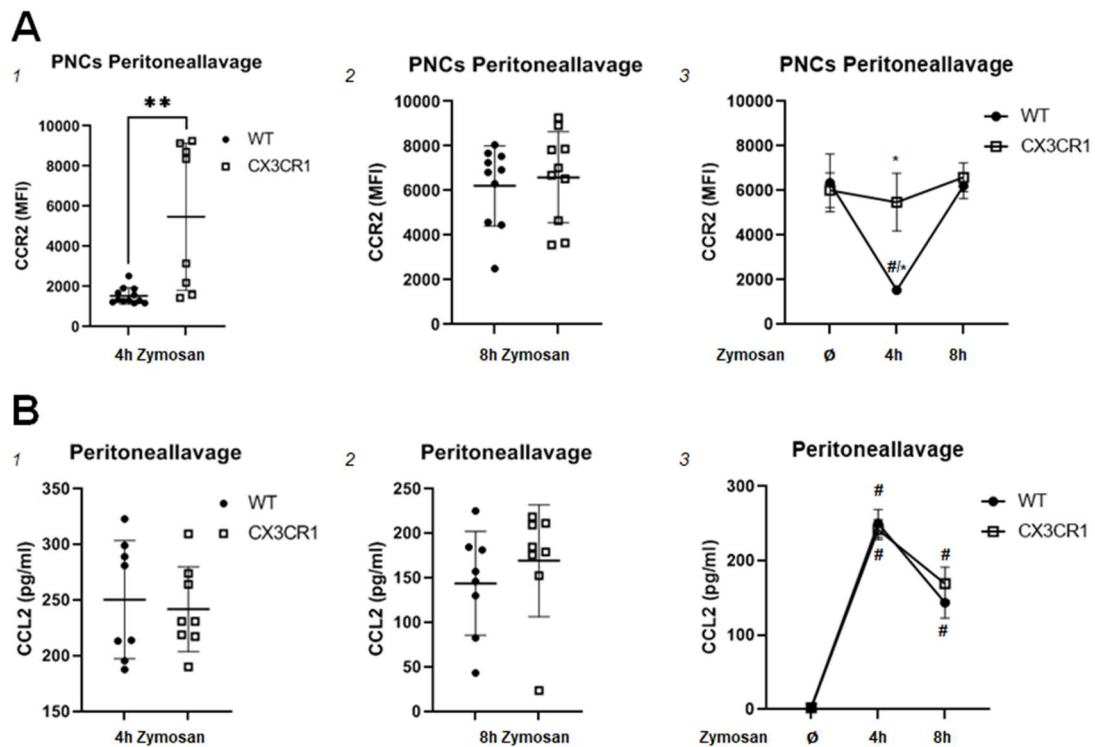 A
1
PNCs Peritoneallavage
**
CCR2 (MFI)
10000
8000
6000
4000
2000
0
WT
CX3CR1
4h Zymosan
2
PNCs Peritoneallavage
CCR2 (MFI)
10000
8000
6000
4000
2000
0
8h Zymosan
3
PNCs Peritoneallavage
CCR2 (MFI)
10000
8000
6000
4000
2000
0
*
#/*
WT
CX3CR1
Zymosan Ø 4h 8h
B
1
Peritoneallavage
CCL2 (pg/ml)
350
300
250
200
150
WT
CX3CR1
4h Zymosan
2
Peritoneallavage
CCL2 (pg/ml)
250
200
150
100
50
0
8h Zymosan
3
Peritoneallavage
CCL2 (pg/ml)
300
200
100
0
#
#
#
#
WT
CX3CR1
Zymosan Ø 4h 8h